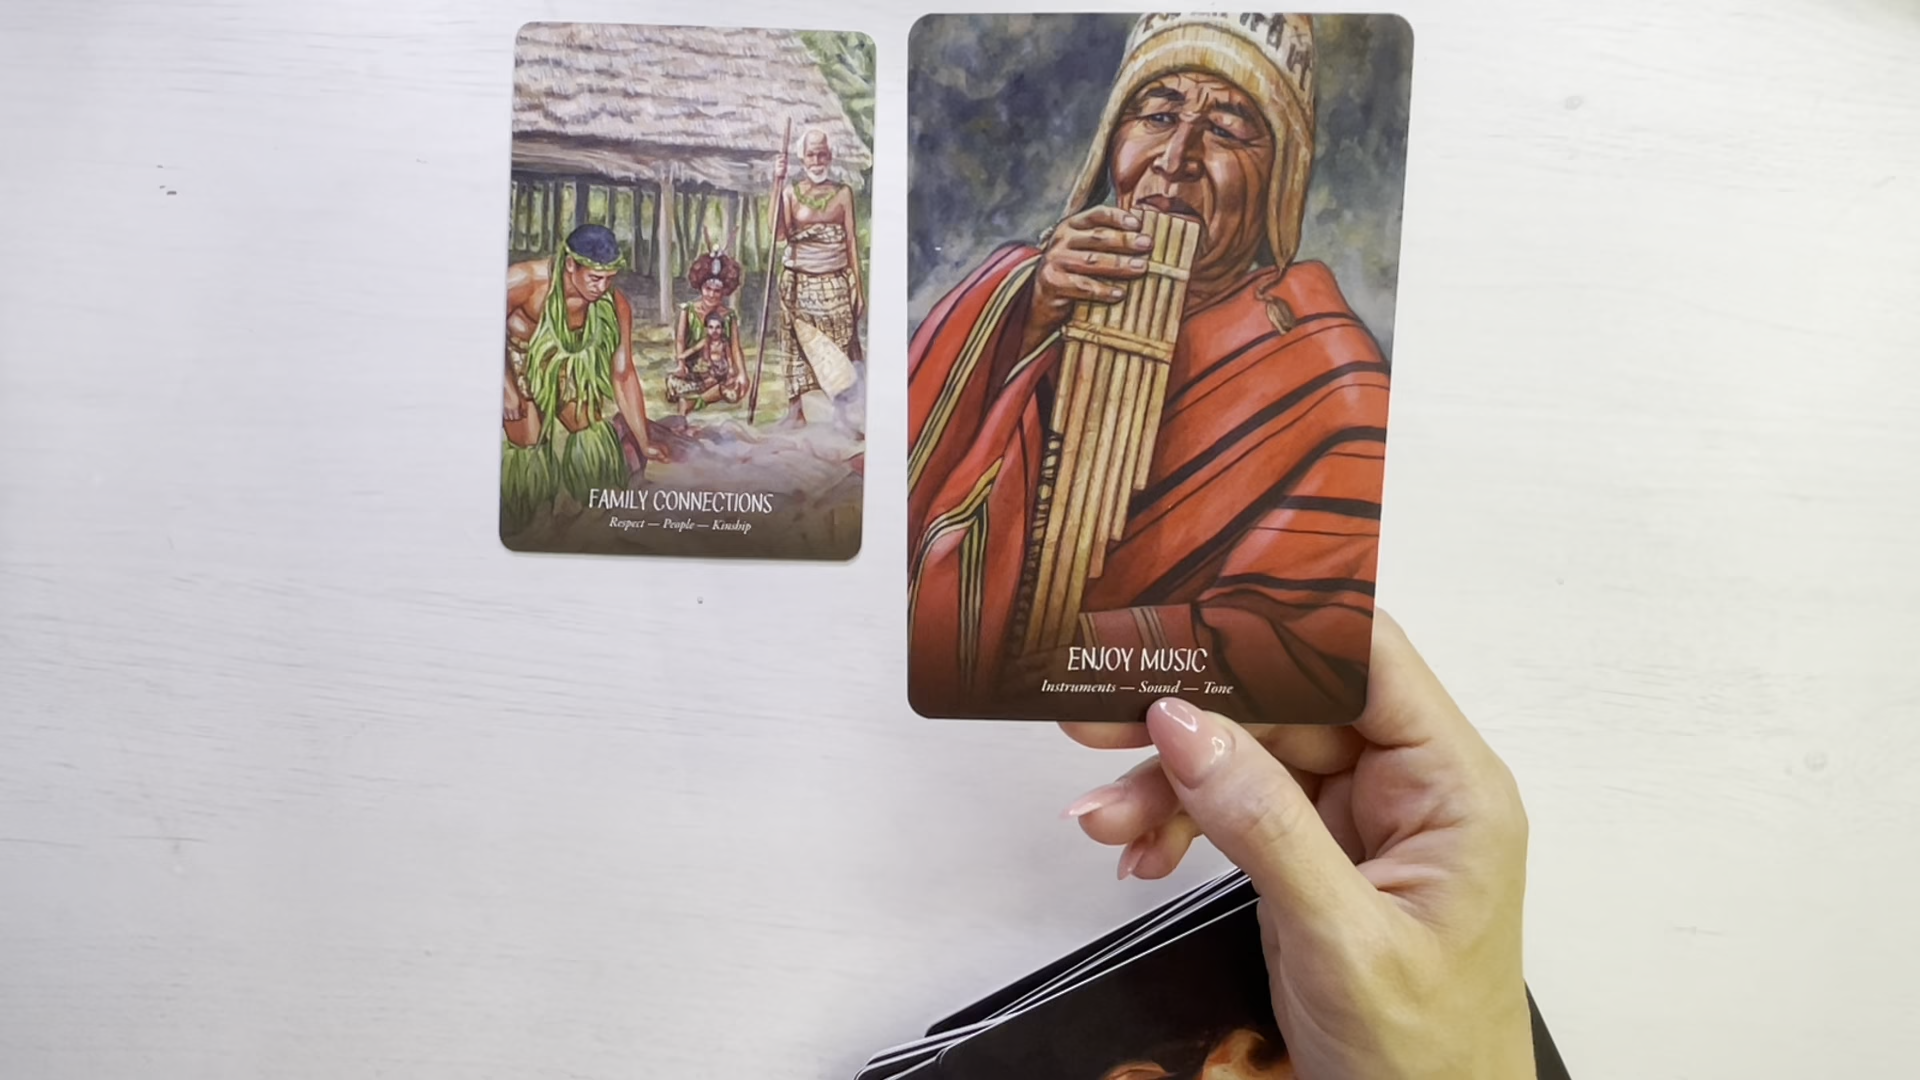 FAMILY CONNECTIONS
Respect — People — Kinship
ENJOY MUSIC
Instruments — Sound — Tone